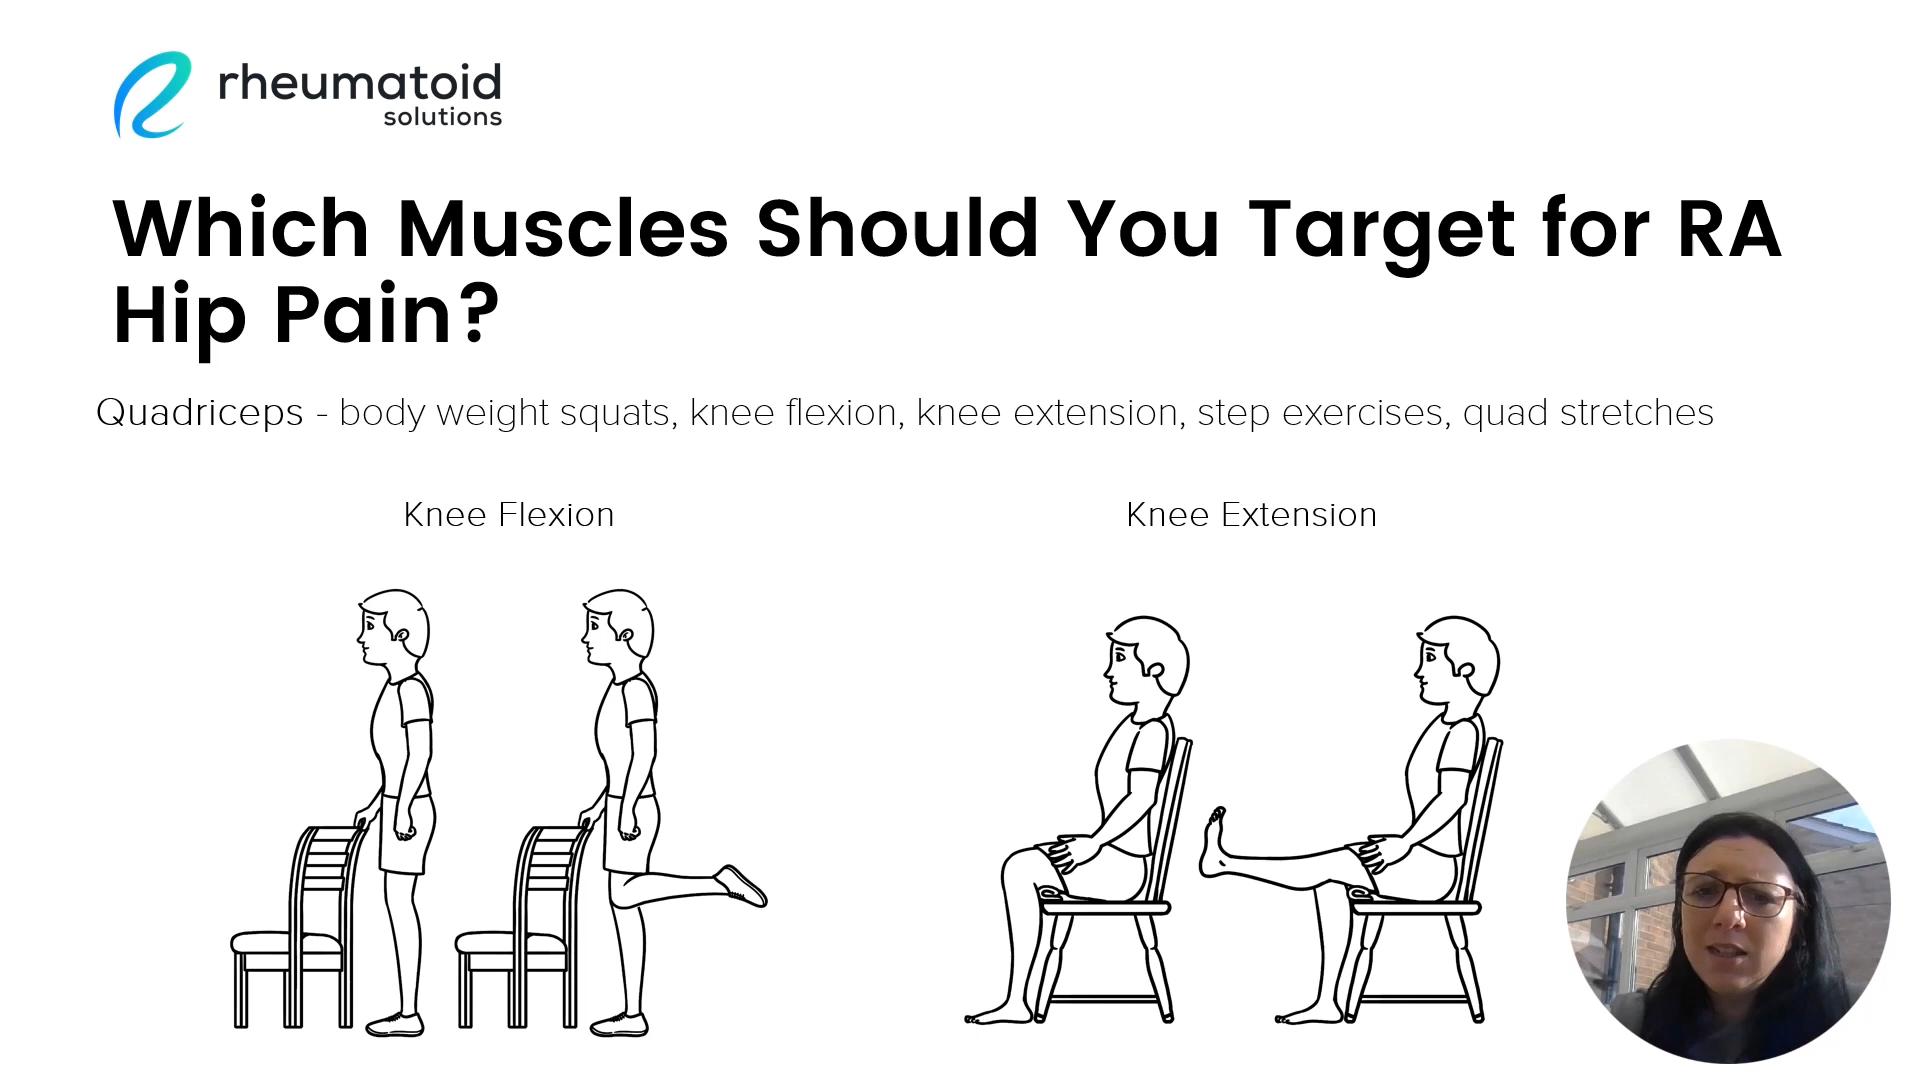 rheumatoid
solutions
Which Muscles Should You Target for RA
Hip Pain?
Quadriceps - body weight squats, knee flexion, knee extension, step exercises, quad stretches
Knee Flexion
Knee Extension